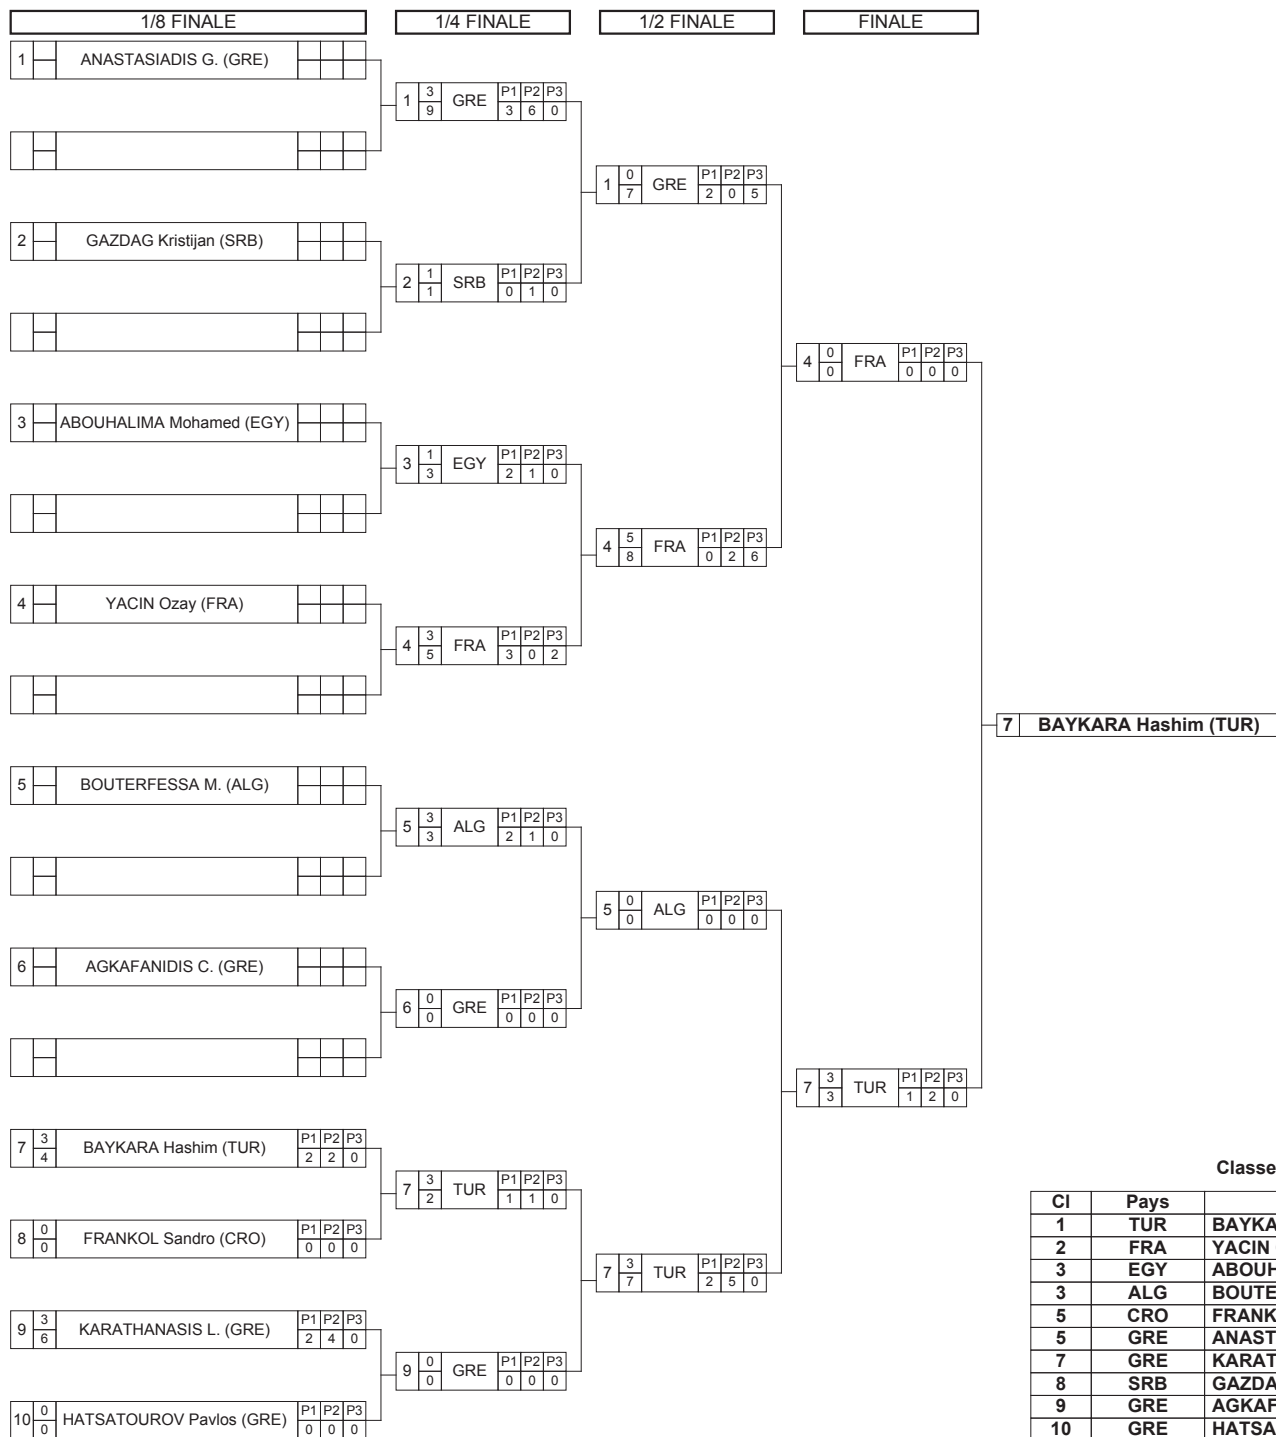 1/8 FINALE 1/4 FINALE 1/2 FINALE FINALE
1 ANASTASIADIS G. (GRE)
1 3 GRE P1 P2 P3
9 3 6 0
1 0 GRE P1 P2 P3
7 2 0 5
2 GAZDAG Kristijan (SRB)
2 1 SRB P1 P2 P3
1 0 1 0
4 0 FRA P1 P2 P3
0 0 0 0
3 ABOUHALIMA Mohamed (EGY)
3 1 EGY P1 P2 P3
3 2 1 0
4 5 FRA P1 P2 P3
8 0 2 6
4 YACIN Ozay (FRA)
4 3 FRA P1 P2 P3
5 3 0 2
7 BAYKARA Hashim (TUR)
5 BOUTERFESSA M. (ALG)
5 3 ALG P1 P2 P3
3 2 1 0
5 0 ALG P1 P2 P3
0 0 0 0
6 AGKAFANIDIS C. (GRE)
6 0 GRE P1 P2 P3
0 0 0 0
7 3 TUR P1 P2 P3
3 1 2 0
7 3 BAYKARA Hashim (TUR) P1 P2 P3
4 2 2 0
7 3 TUR P1 P2 P3
2 1 1 0
8 0 FRANKOL Sandro (CRO) P1 P2 P3
0 0 0 0
7 3 TUR P1 P2 P3
7 2 5 0
9 3 KARATHANASIS L. (GRE) P1 P2 P3
6 2 4 0
9 0 GRE P1 P2 P3
0 0 0 0
10 0 HATSATOUROV Pavlos (GRE) P1 P2 P3
0 0 0 0
Classe
Cl Pays
1 TUR BAYKA
2 FRA YACIN
3 EGY ABOUH
3 ALG BOUTE
5 CRO FRANK
5 GRE ANAST
7 GRE KARAT
8 SRB GAZDA
9 GRE AGKAF
10 GRE HATSA